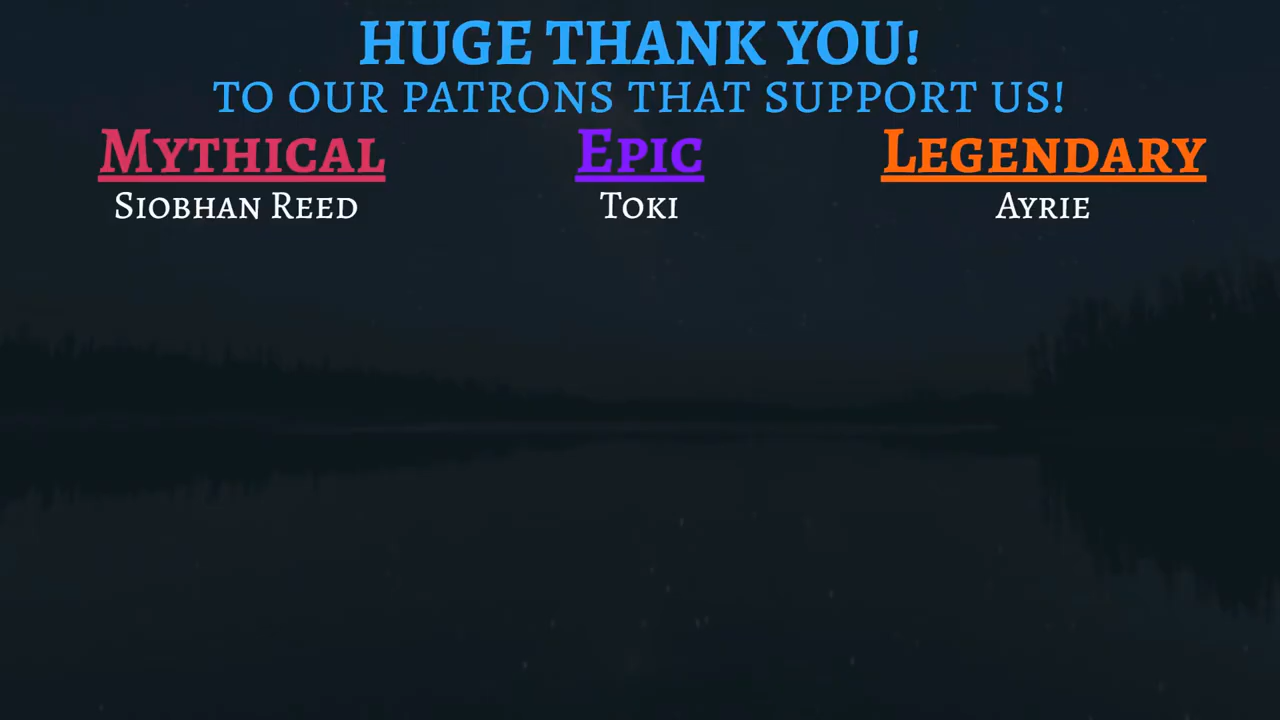 HUGE THANK YOU!
TO OUR PATRONS THAT SUPPORT US!
MYTHICAL EPIC LEGENDARY
SIOBHAN REED TOKI AYRIE